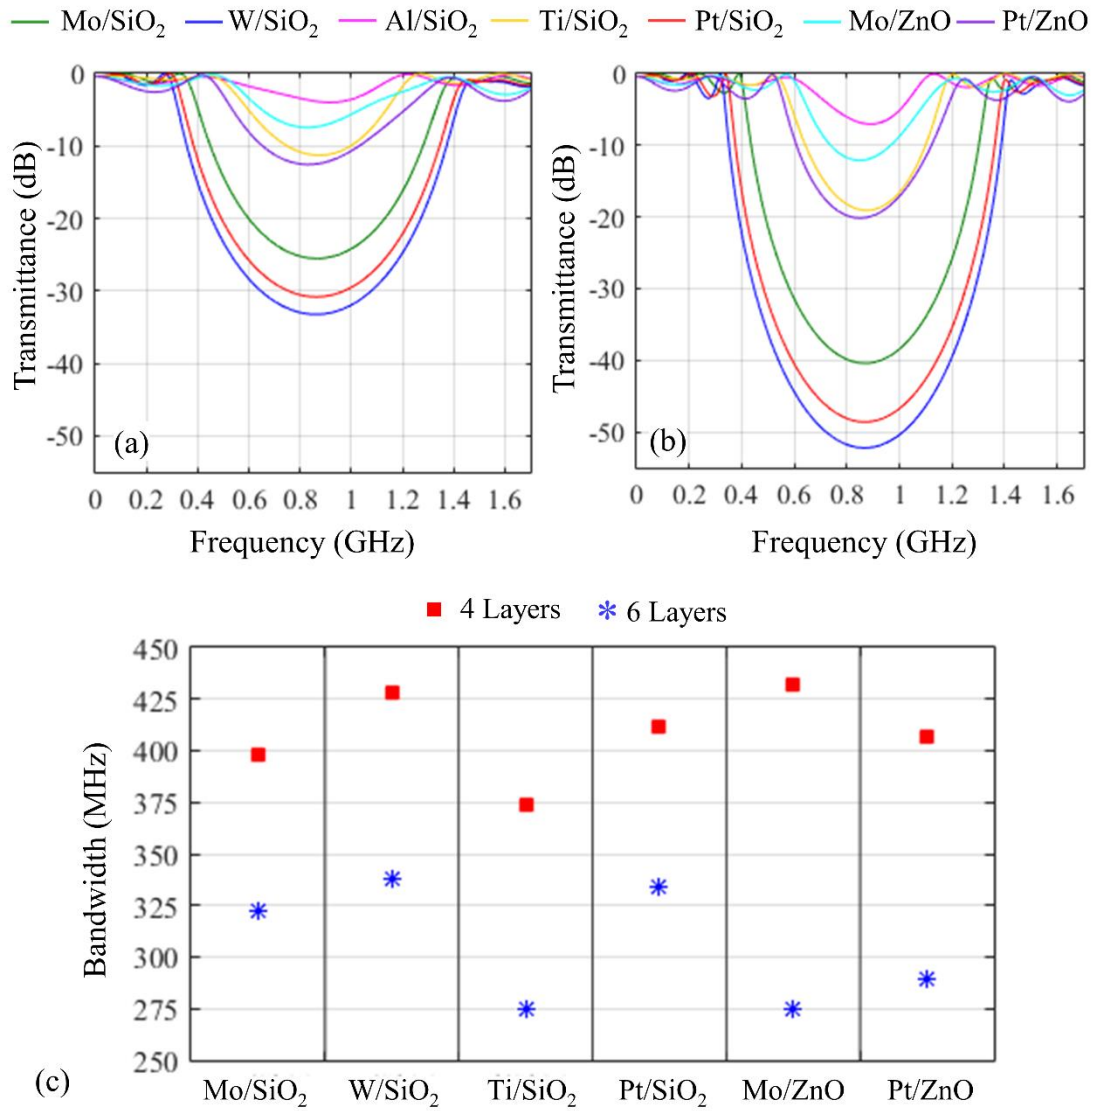 Mo/SiO₂ W/SiO₂ Al/SiO₂ Ti/SiO₂ Pt/SiO₂ Mo/ZnO Pt/ZnO
Transmittance (dB)
0
-10
-20
-30
-40
-50
(a)
0 0.2 0.4 0.6 0.8 1 1.2 1.4 1.6
Frequency (GHz)
Transmittance (dB)
0
-10
-20
-30
-40
-50
(b)
0 0.2 0.4 0.6 0.8 1 1.2 1.4 1.6
Frequency (GHz)
4 Layers 6 Layers
Bandwidth (MHz)
450
425
400
375
350
325
300
275
250
(c)
Mo/SiO₂ W/SiO₂ Ti/SiO₂ Pt/SiO₂ Mo/ZnO Pt/ZnO